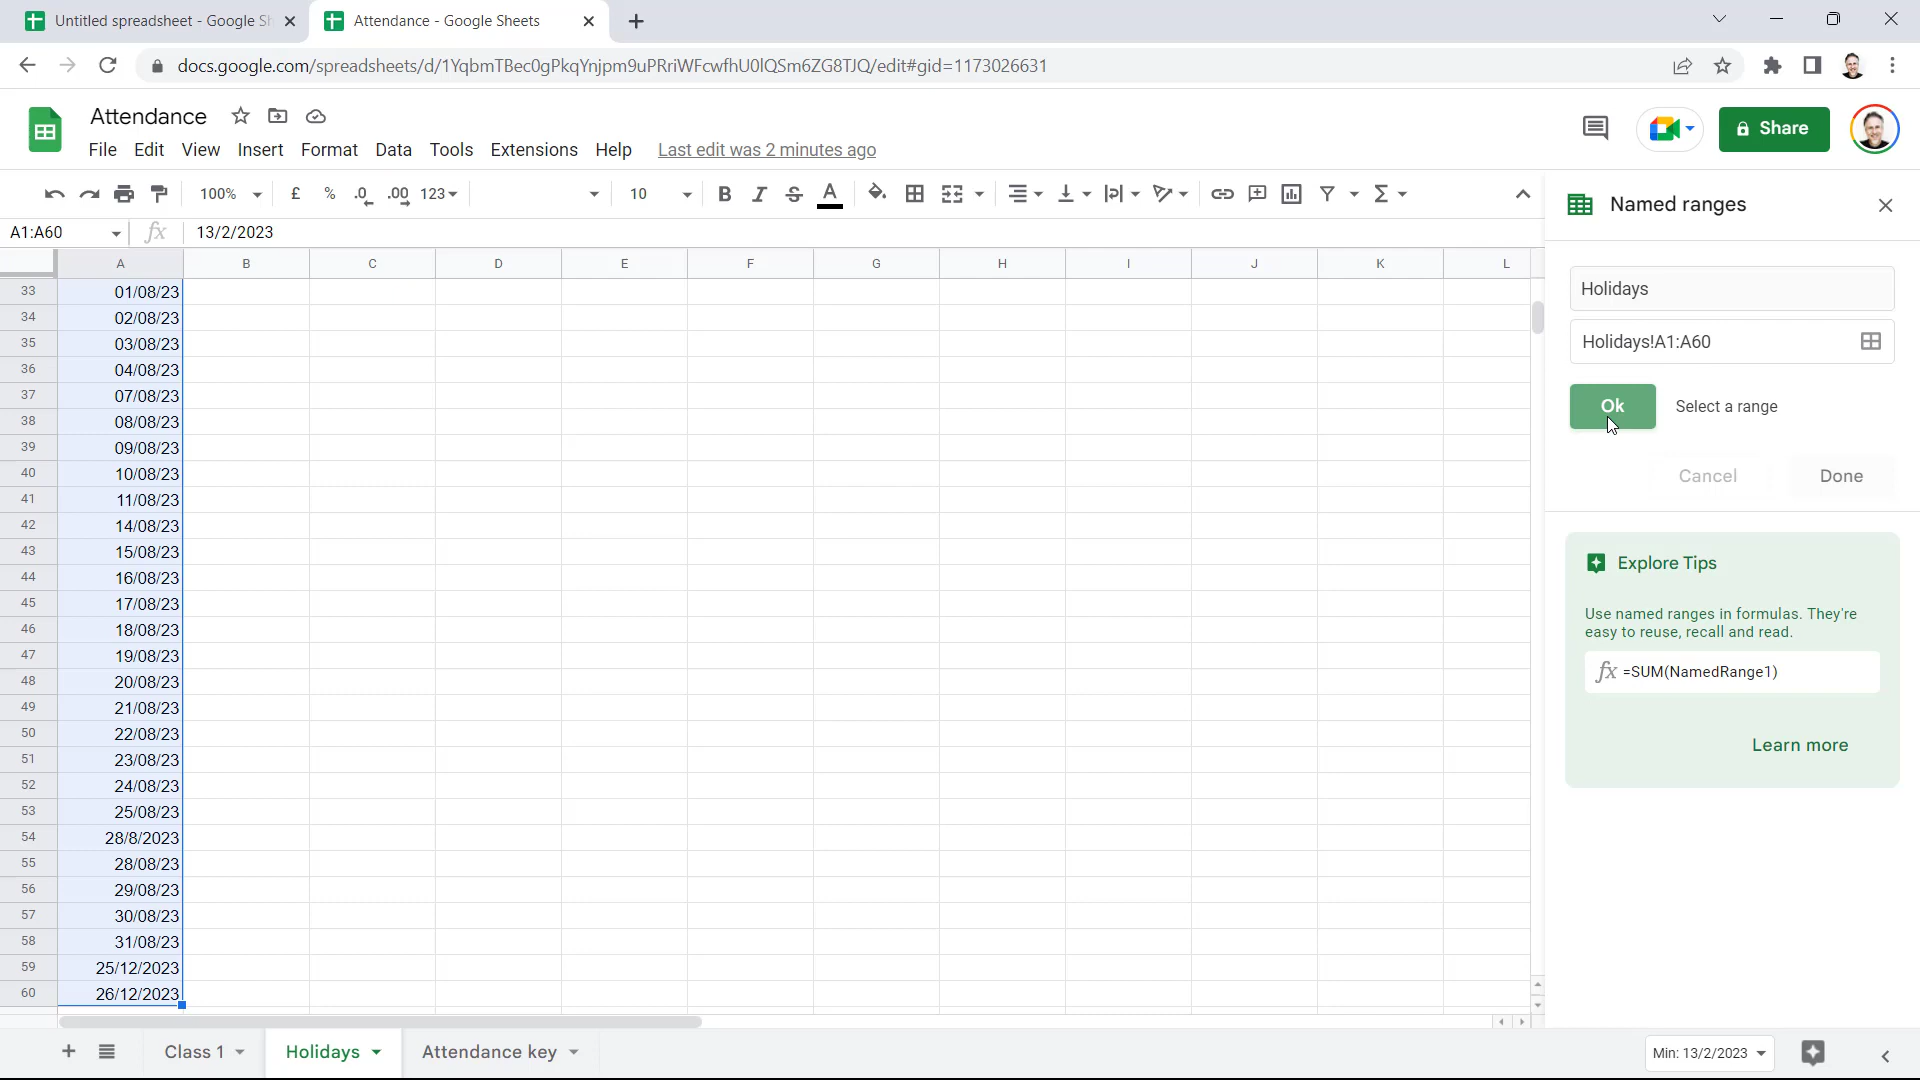 Untitled spreadsheet - Google Sh
Attendance - Google Sheets
docs.google.com/spreadsheets/d/1YqbmTBec0gPkqYnjpm9uPRriWFcwfhU0lQSm6ZG8TJQ/edit#gid=1173026631
Attendance
File Edit View Insert Format Data Tools Extensions Help Last edit was 2 minutes ago
Share
100% £ % .0 .00 123 10 B I S A
Named ranges
A1:A60 fx 13/2/2023
A B C D E F G H I J K L
33 01/08/23
34 02/08/23
35 03/08/23
36 04/08/23
37 07/08/23
38 08/08/23
39 09/08/23
40 10/08/23
41 11/08/23
42 14/08/23
43 15/08/23
44 16/08/23
45 17/08/23
46 18/08/23
47 19/08/23
48 20/08/23
49 21/08/23
50 22/08/23
51 23/08/23
52 24/08/23
53 25/08/23
54 28/8/2023
55 28/08/23
56 29/08/23
57 30/08/23
58 31/08/23
59 25/12/2023
60 26/12/2023
Holidays
Holidays!A1:A60
Ok Select a range
Cancel Done
Explore Tips
Use named ranges in formulas. They're
easy to reuse, recall and read.
fx =SUM(NamedRange1)
Learn more
Class 1 Holidays Attendance key
Min: 13/2/2023